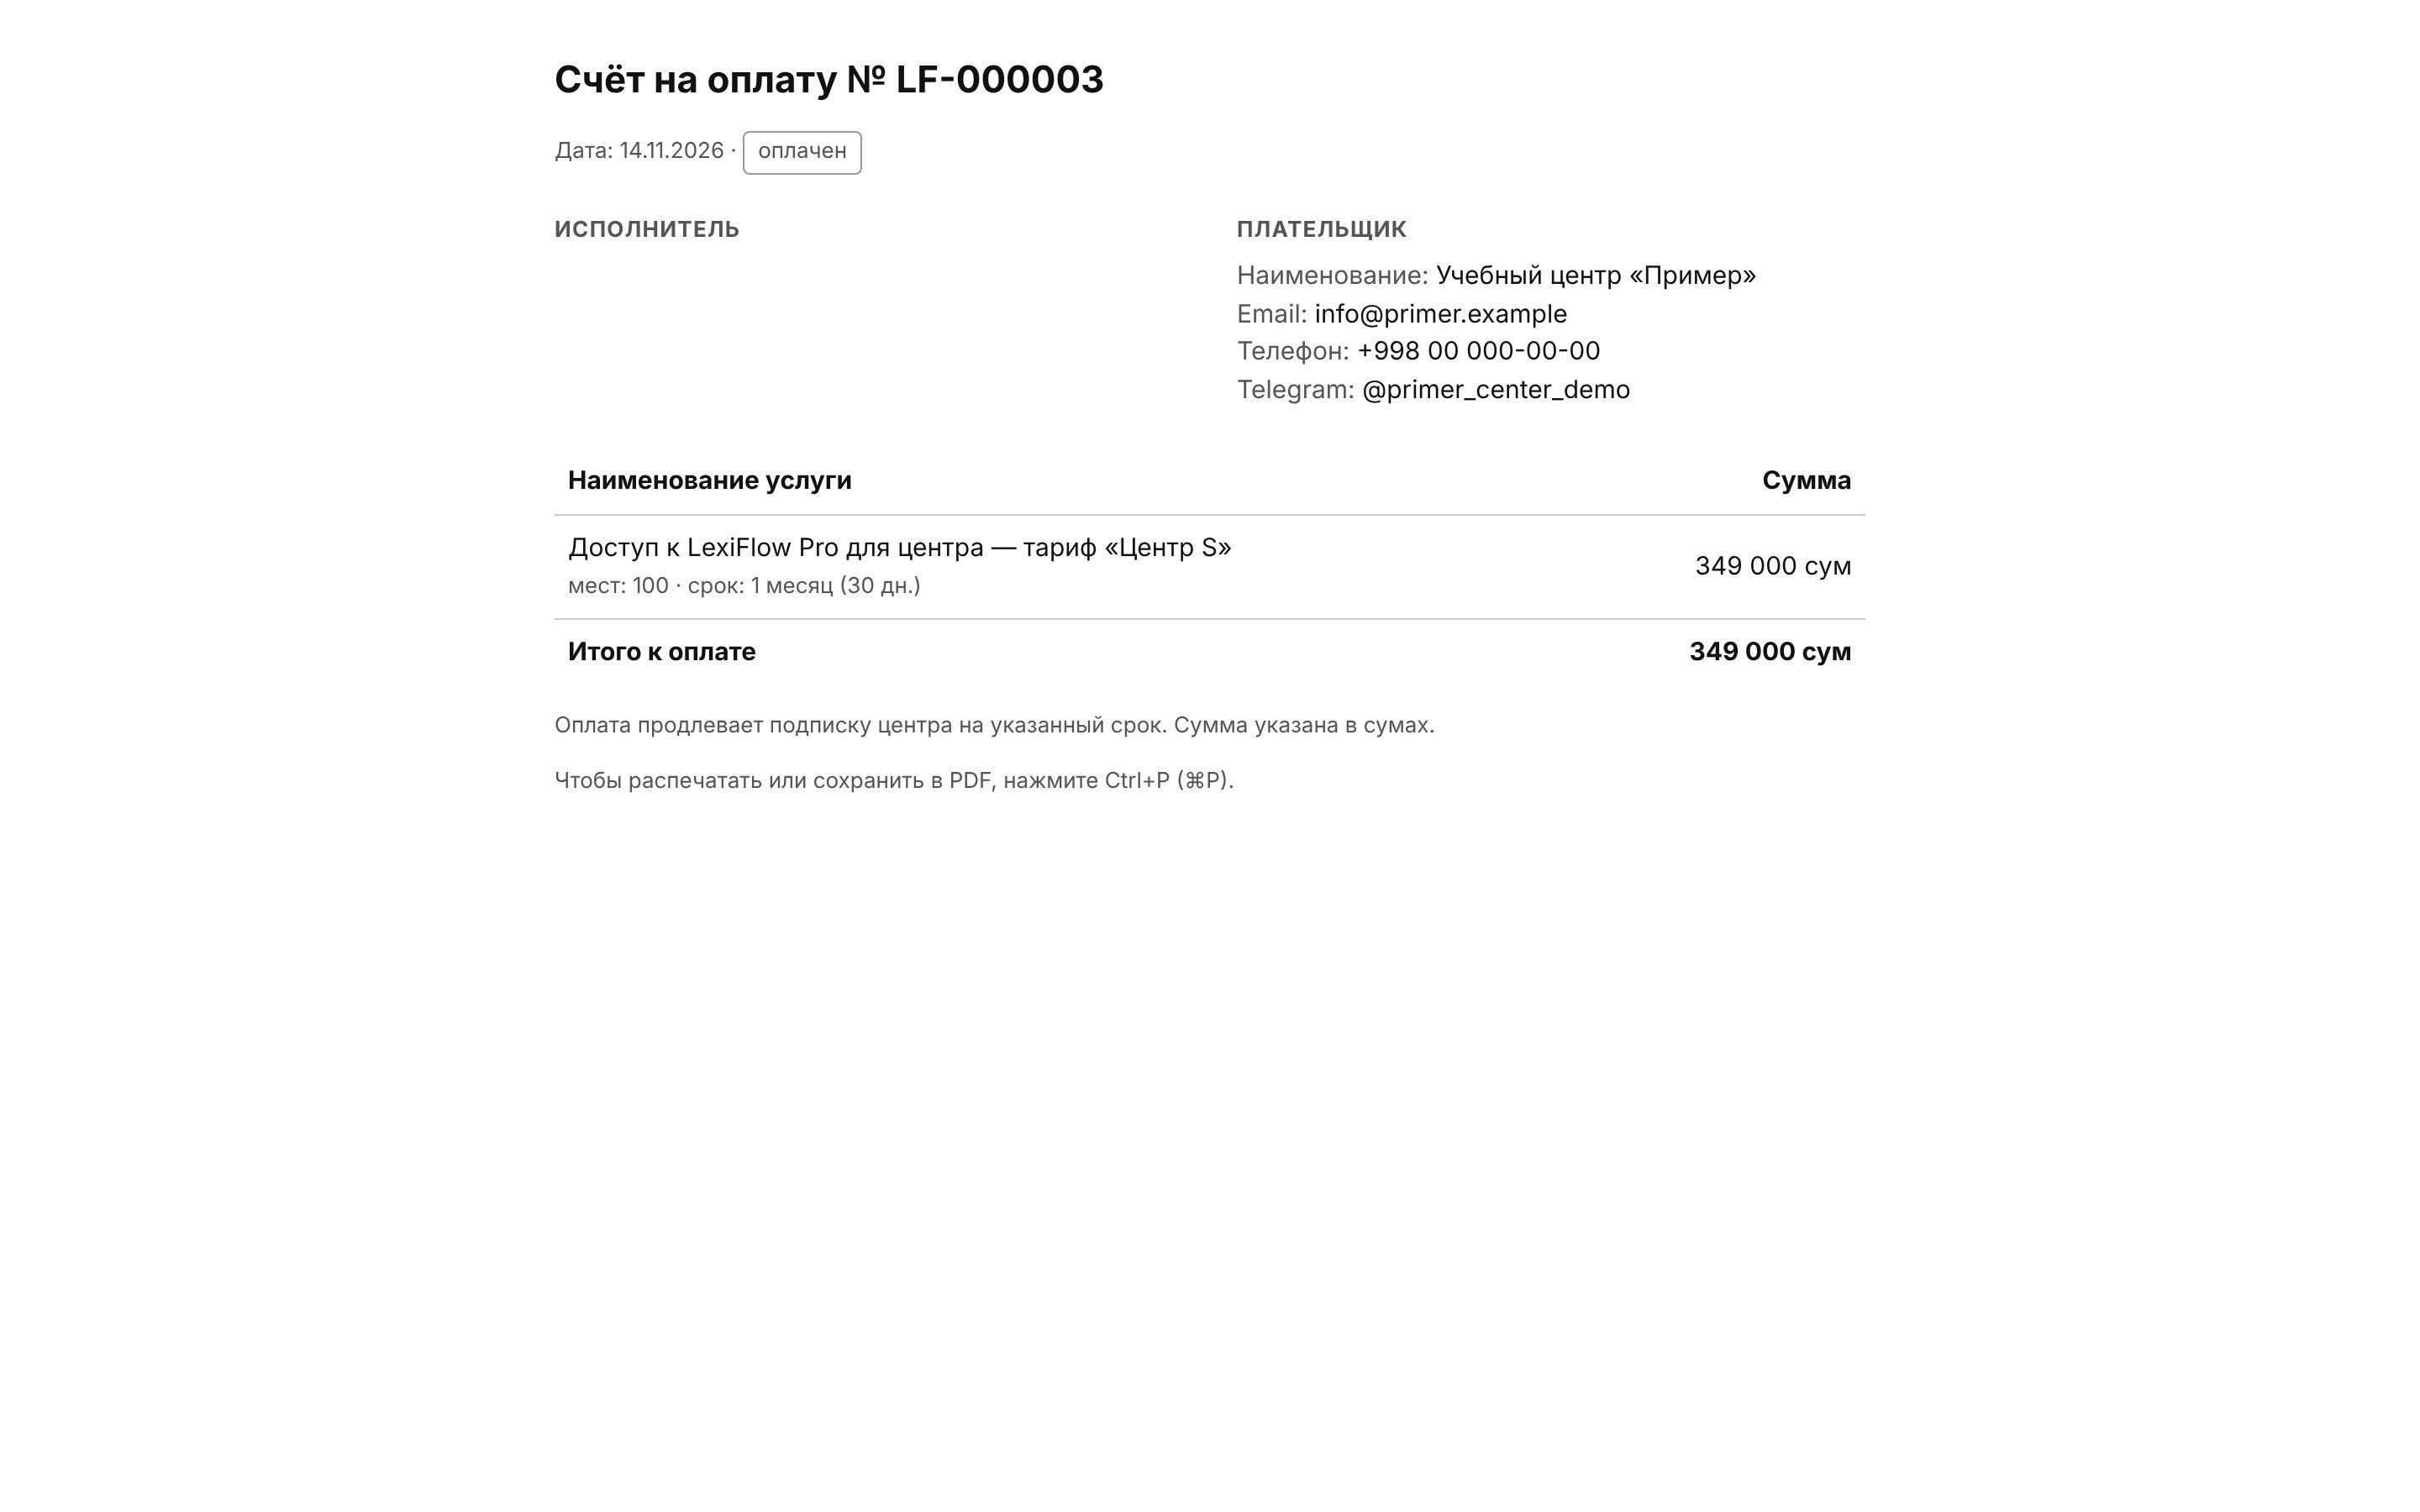 Счёт на оплату № LF-000003
Дата: 14.11.2026 · оплачен
ИСПОЛНИТЕЛЬ
ПЛАТЕЛЬЩИК
Наименование: Учебный центр «Пример»
Email: info@primer.example
Телефон: +998 00 000-00-00
Telegram: @primer_center_demo
Наименование услуги Сумма
Доступ к LexiFlow Pro для центра — тариф «Центр S»
мест: 100 · срок: 1 месяц (30 дн.)
349 000 сум
Итого к оплате 349 000 сум
Оплата продлевает подписку центра на указанный срок. Сумма указана в сумах.
Чтобы распечатать или сохранить в PDF, нажмите Ctrl+P (⌘P).